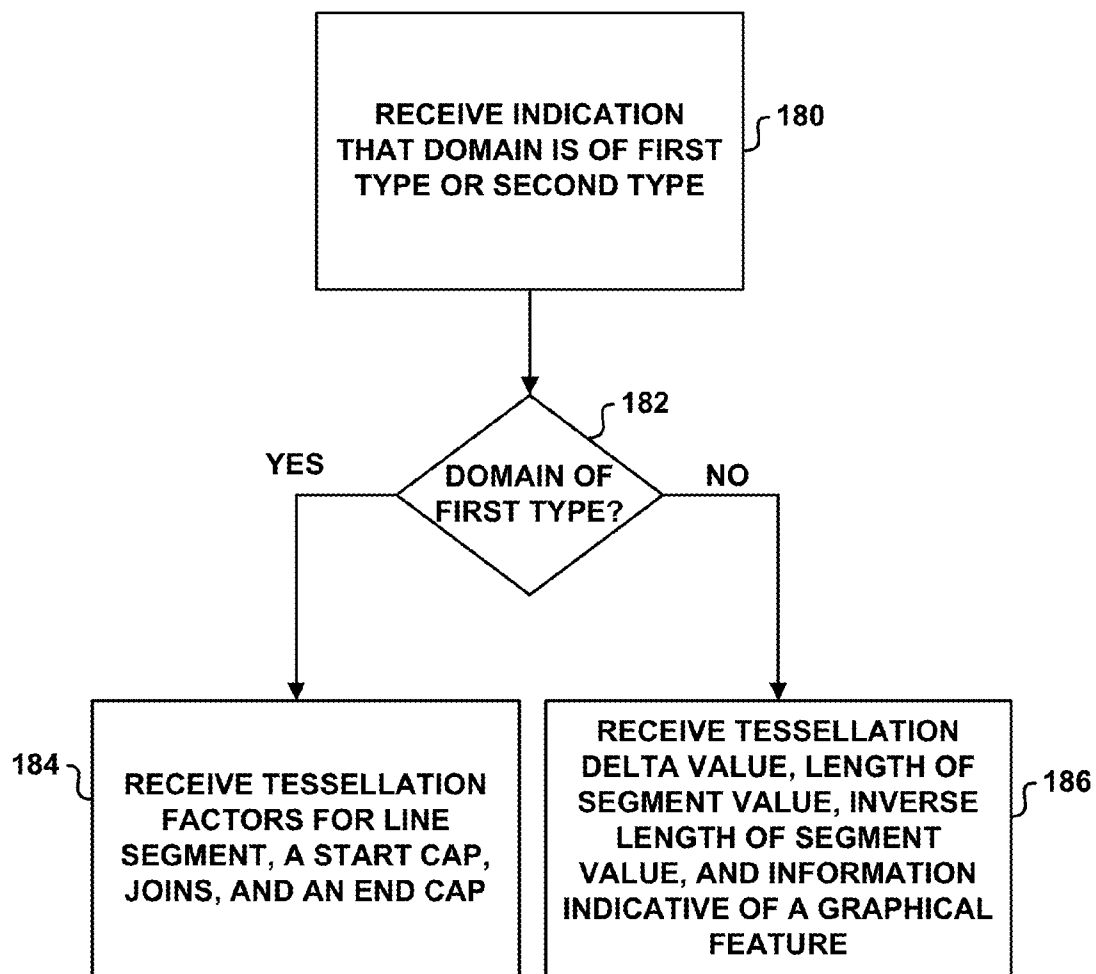 RECEIVE INDICATION
THAT DOMAIN IS OF FIRST
TYPE OR SECOND TYPE
180
182
YES
DOMAIN OF
FIRST TYPE?
NO
184
RECEIVE TESSELLATION
FACTORS FOR LINE
SEGMENT, A START CAP,
JOINS, AND AN END CAP
RECEIVE TESSELLATION
DELTA VALUE, LENGTH OF
SEGMENT VALUE, INVERSE
LENGTH OF SEGMENT
VALUE, AND INFORMATION
INDICATIVE OF A GRAPHICAL
FEATURE
186